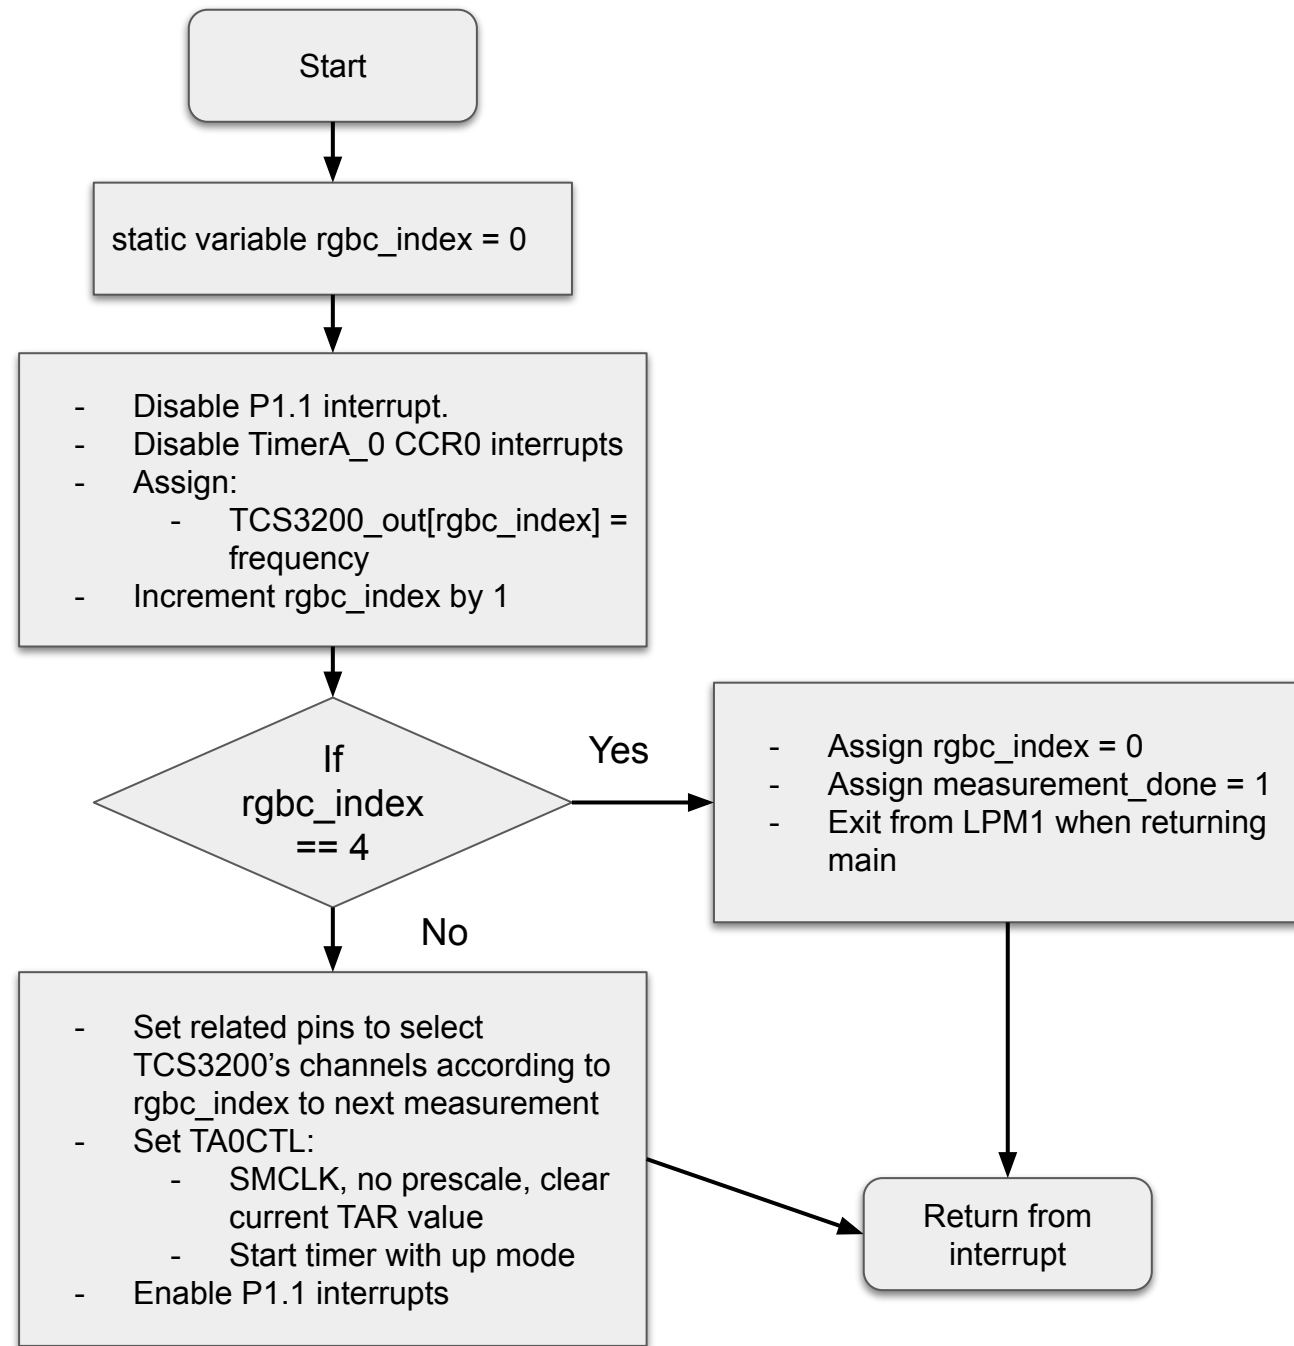 Start
static variable rgbc_index = 0
- Disable P1.1 interrupt.
- Disable TimerA_0 CCR0 interrupts
- Assign:
- TCS3200_out[rgbc_index] =
frequency
- Increment rgbc_index by 1
If
rgbc_index
== 4
Yes
- Assign rgbc_index = 0
- Assign measurement_done = 1
- Exit from LPM1 when returning
main
No
- Set related pins to select
TCS3200’s channels according to
rgbc_index to next measurement
- Set TA0CTL:
- SMCLK, no prescale, clear
current TAR value
- Start timer with up mode
- Enable P1.1 interrupts
Return from
interrupt